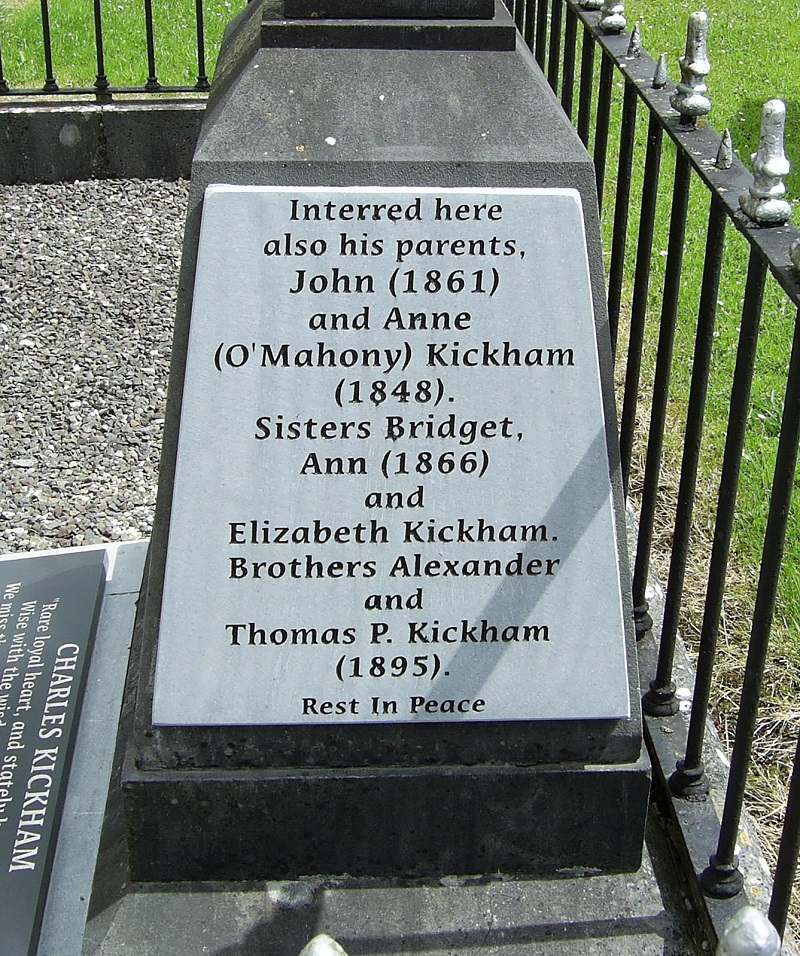 Interred here
also his parents,
John (1861)
and Anne
(O'Mahony) Kickham
(1848).
Sisters Bridget,
Ann (1866)
and
Elizabeth Kickham.
Brothers Alexander
and
Thomas P. Kickham
(1895).
Rest In Peace
CHARLES KICKHAM
"Rare loyal heart, and stately
Wise with the
We miss